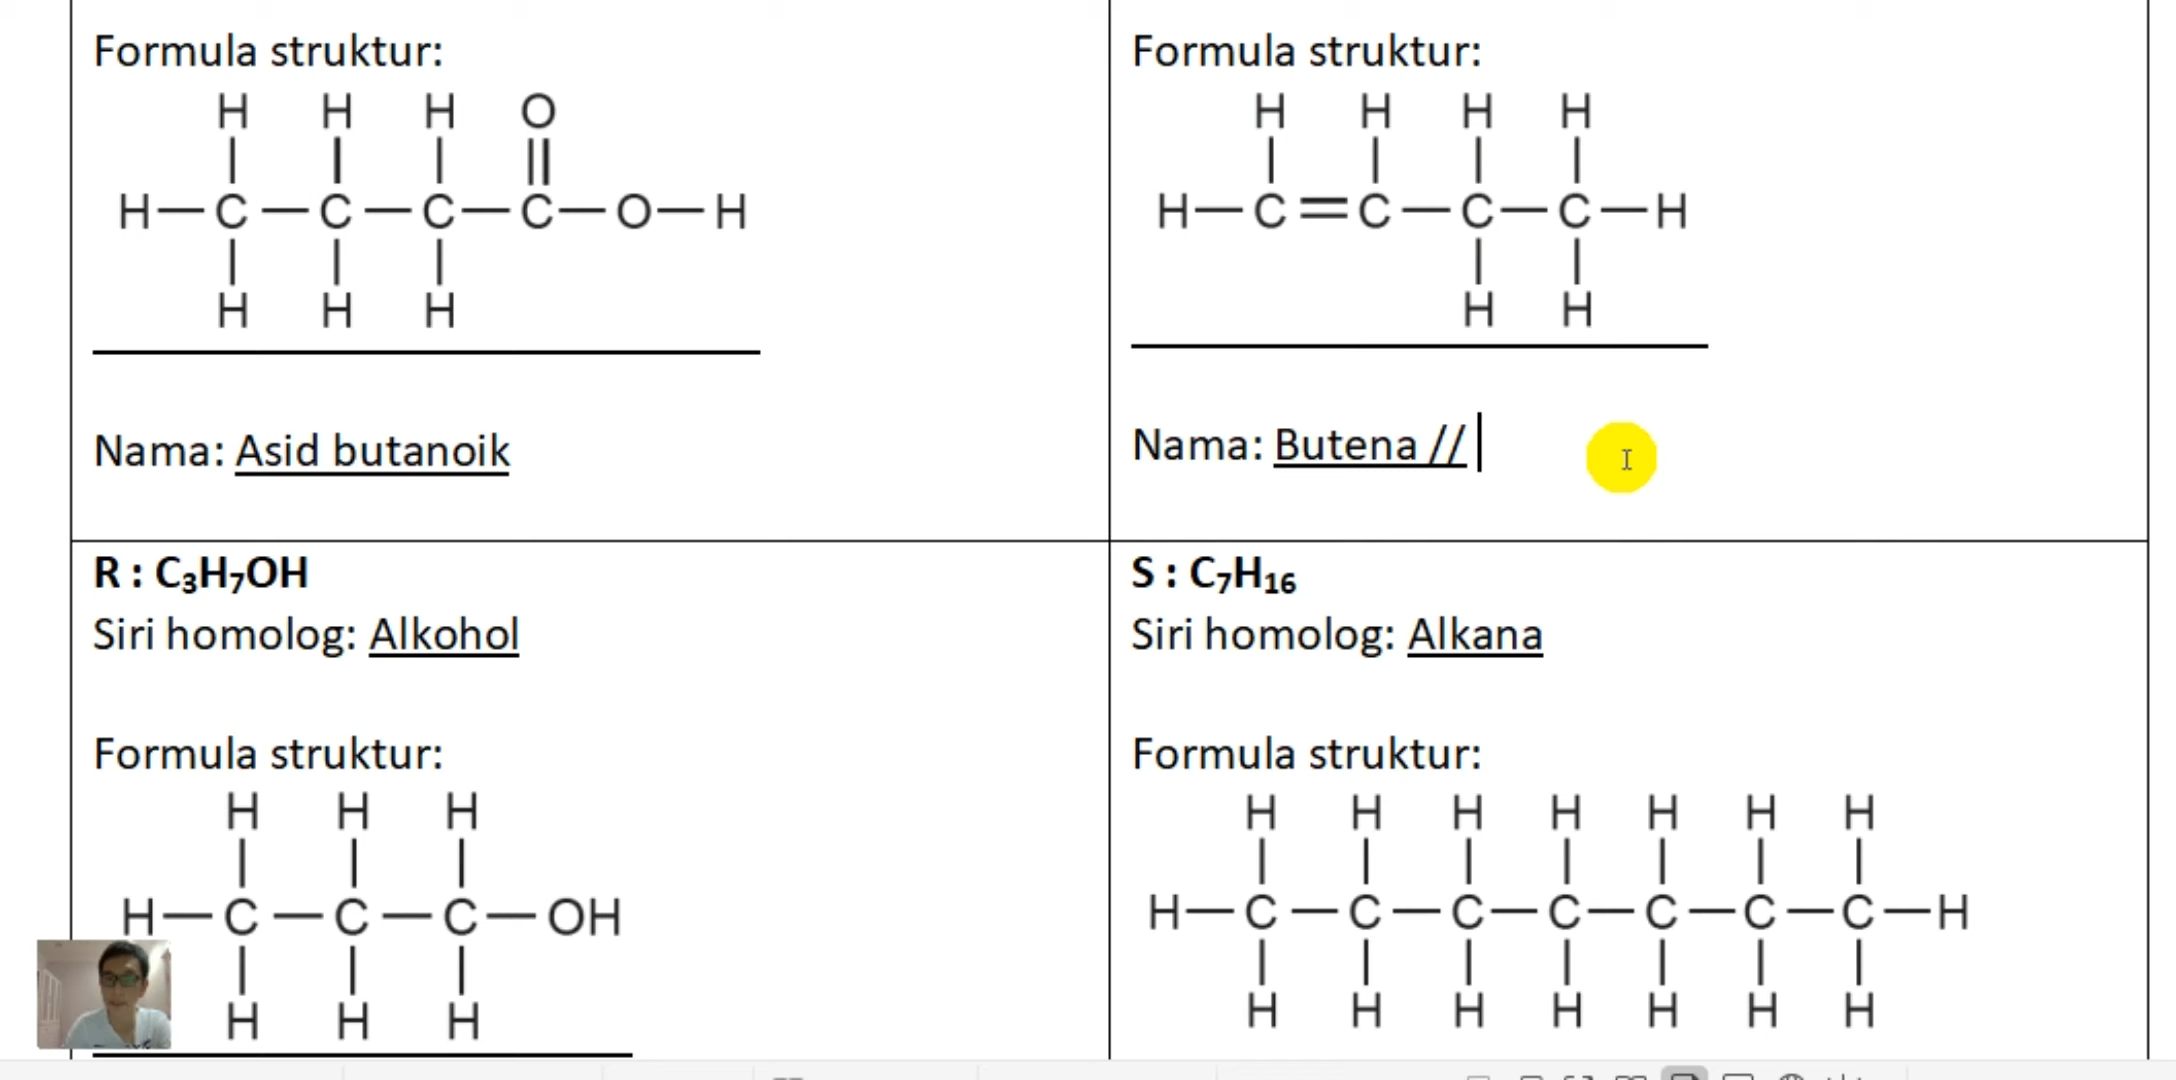 Formula struktur:
H H H O
H—C—C—C—C—O—H
H H H
Nama: Asid butanoik
Formula struktur:
H H H H
H—C=C—C—C—H
H H
Nama: Butena //
R : C₃H₇OH
Siri homolog: Alkohol
Formula struktur:
H H H
H—C—C—C—OH
H H H
S : C₇H₁₆
Siri homolog: Alkana
Formula struktur:
H H H H H H H
H—C—C—C—C—C—C—C—H
H H H H H H H